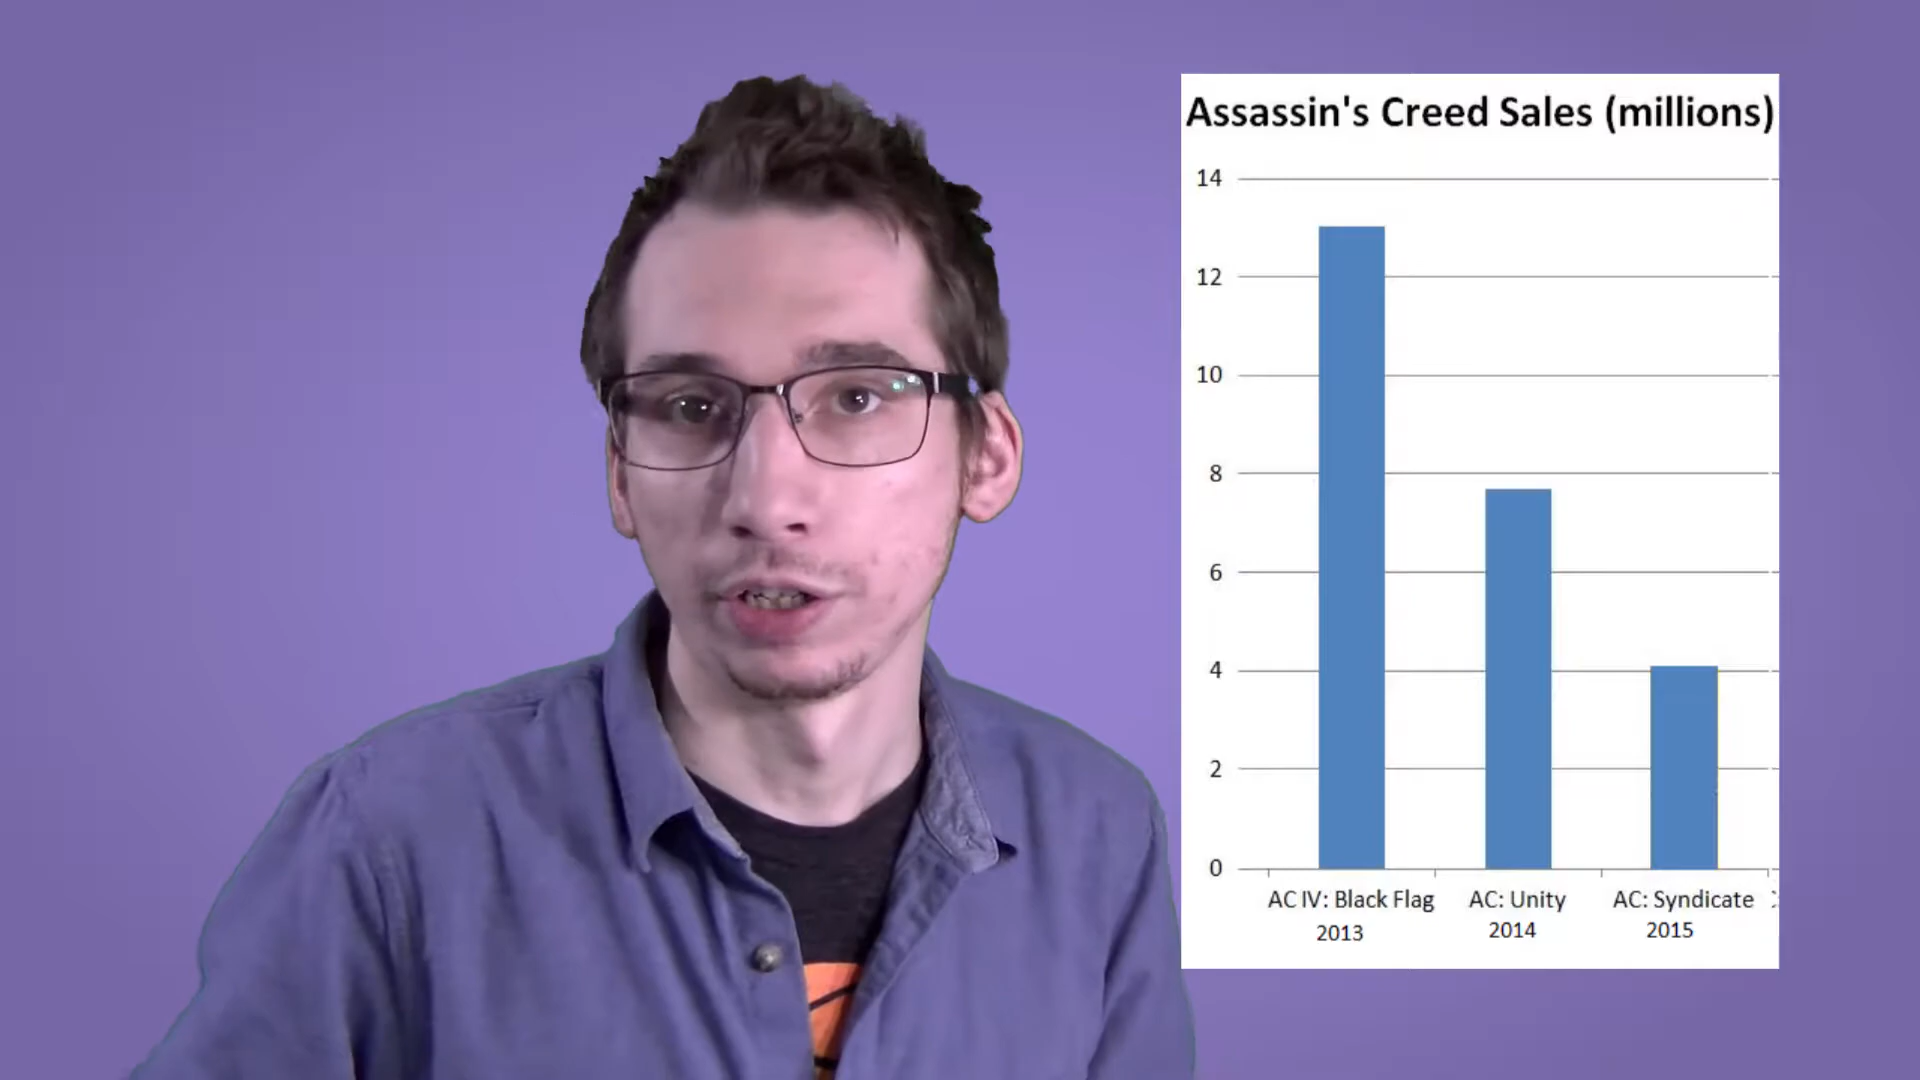 Assassin's Creed Sales (millions)
14
12
10
8
6
4
2
0
AC IV: Black Flag AC: Unity AC: Syndicate
2013 2014 2015